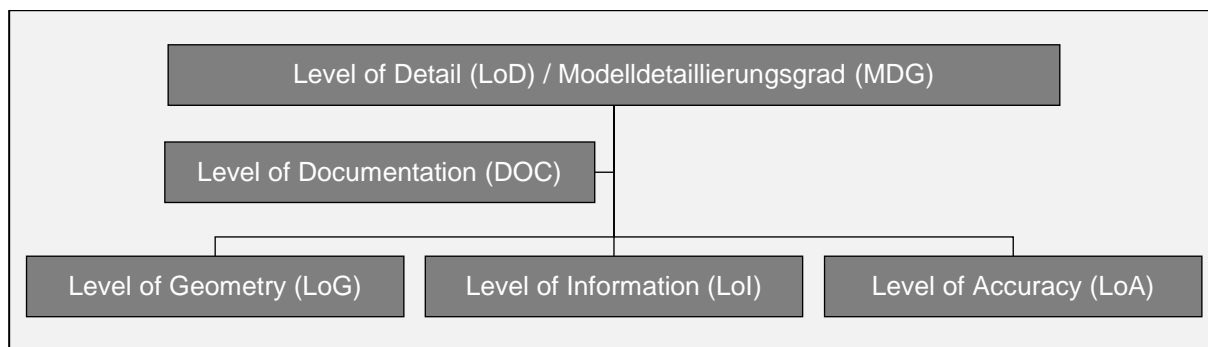 Level of Detail (LoD) / Modelldetaillierungsgrad (MDG)
Level of Documentation (DOC)
Level of Geometry (LoG)
Level of Information (LoI)
Level of Accuracy (LoA)